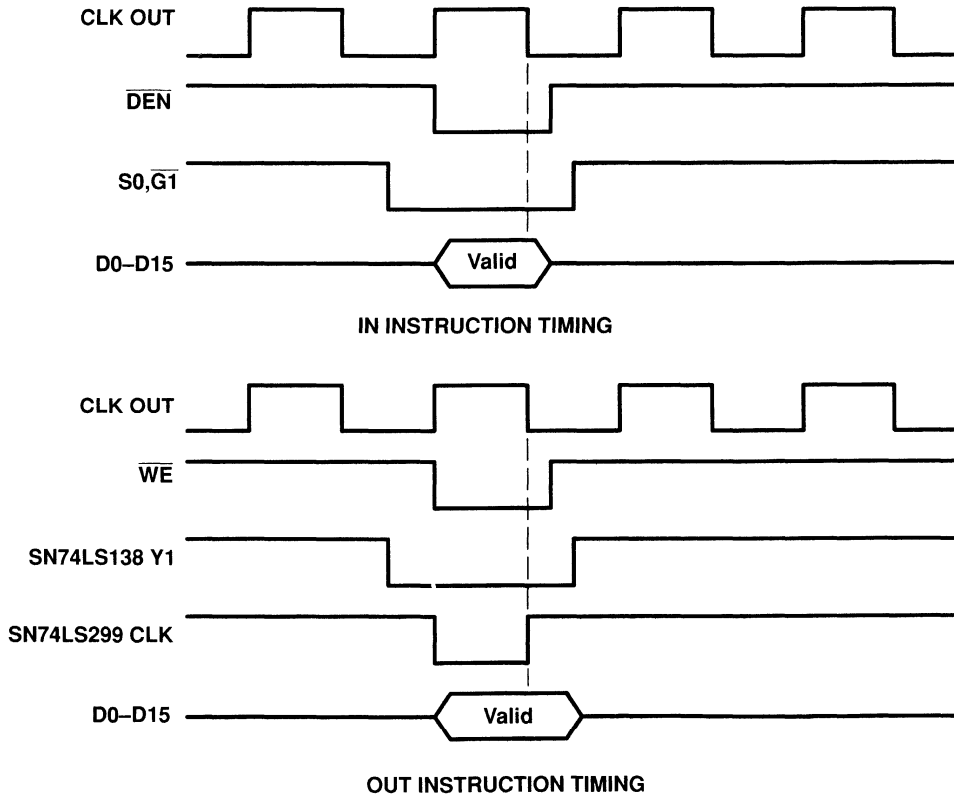 CLK OUT
DEN
S0,G1
D0–D15
Valid
IN INSTRUCTION TIMING
CLK OUT
WE
SN74LS138 Y1
SN74LS299 CLK
D0–D15
Valid
OUT INSTRUCTION TIMING